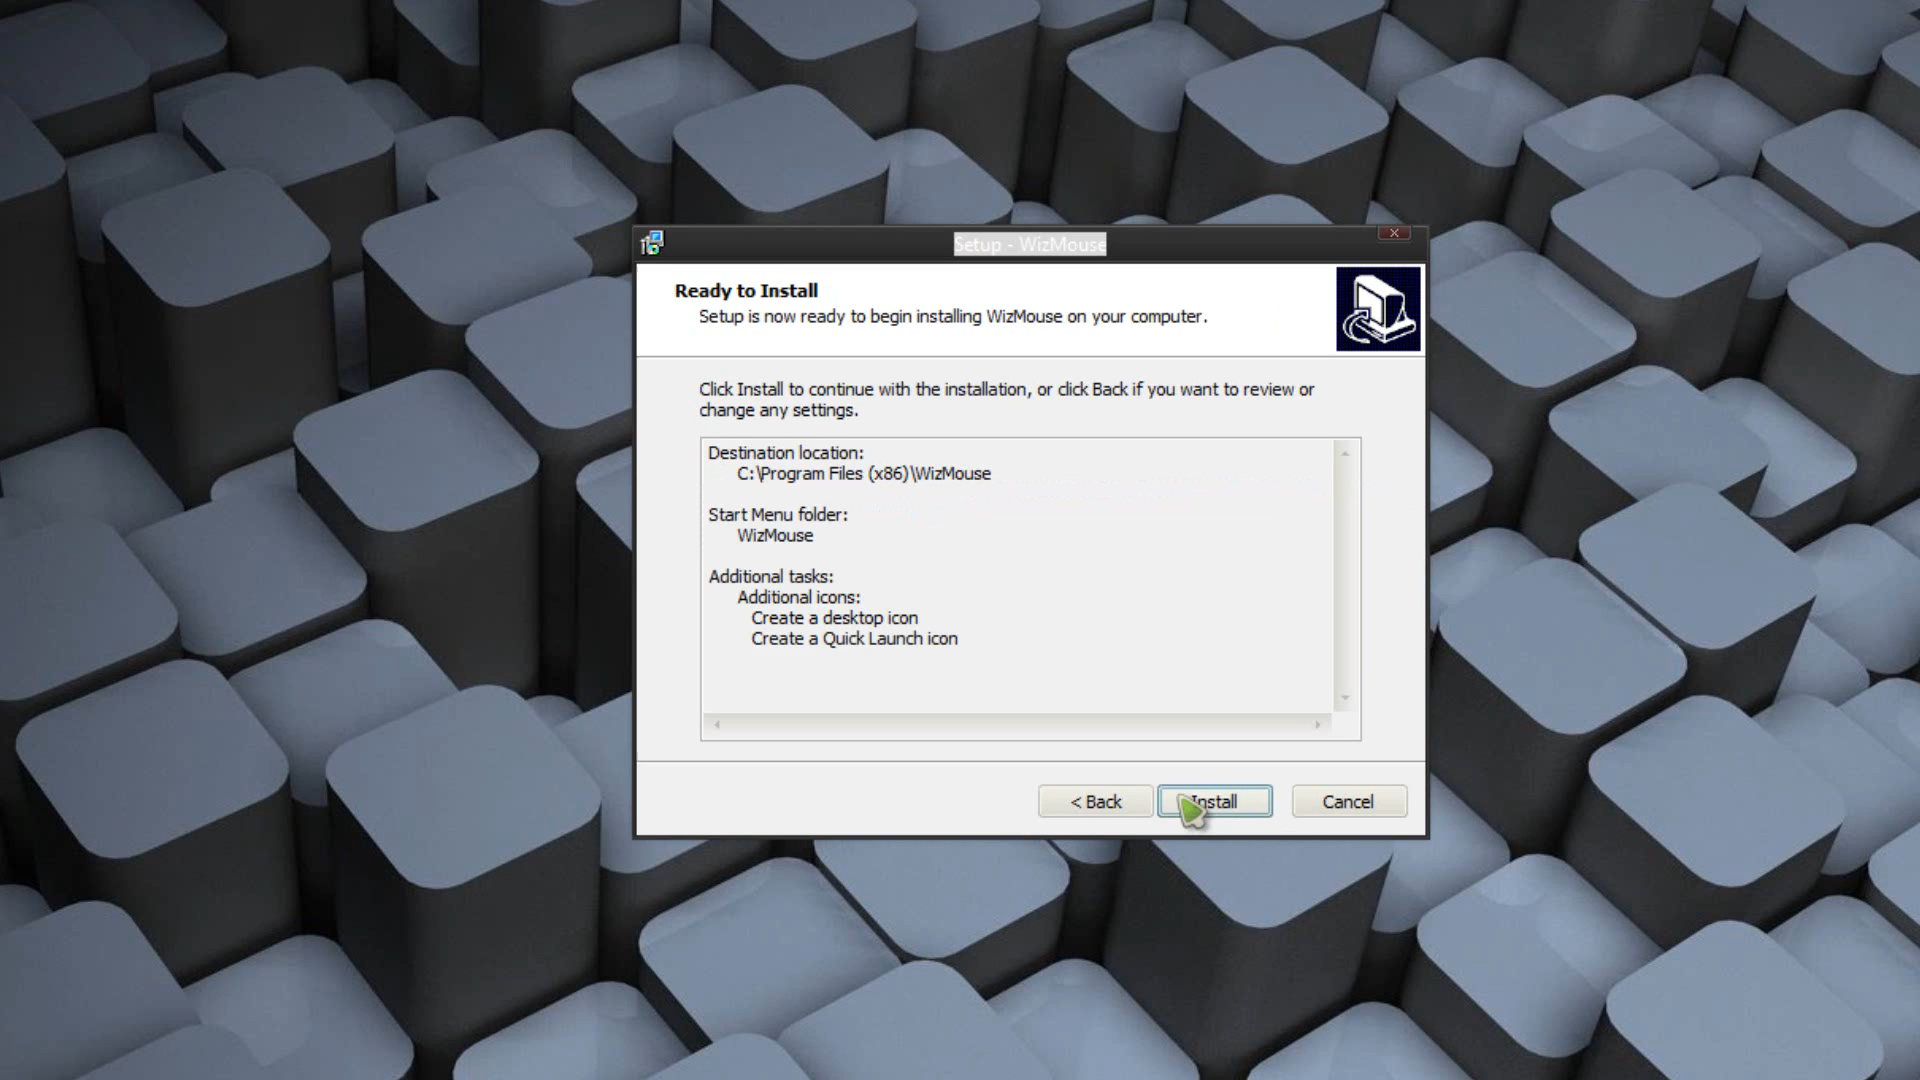 Setup - WizMouse
Ready to Install
Setup is now ready to begin installing WizMouse on your computer.
Click Install to continue with the installation, or click Back if you want to review or
change any settings.
Destination location:
C:\Program Files (x86)\WizMouse
Start Menu folder:
WizMouse
Additional tasks:
Additional icons:
Create a desktop icon
Create a Quick Launch icon
< Back
Install
Cancel